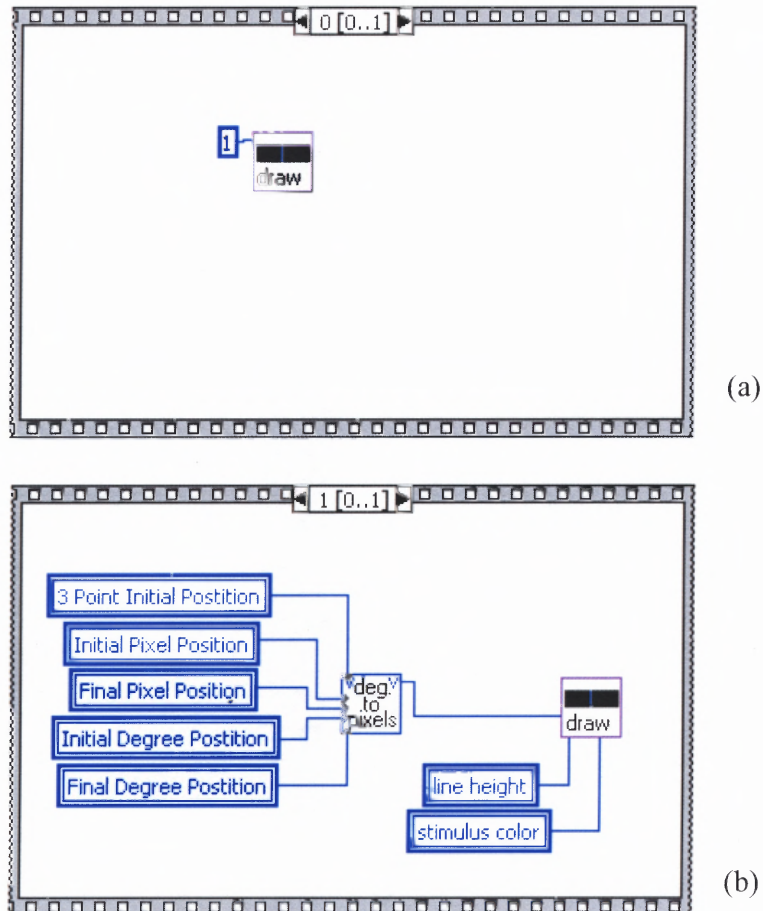 0 [0..1]
1
draw
(a)
1 [0..1]
3 Point Initial Postition
Initial Pixel Position
Final Pixel Position
Initial Degree Postition
Final Degree Postition
deg.
to
pixels
draw
line height
stimulus color
(b)